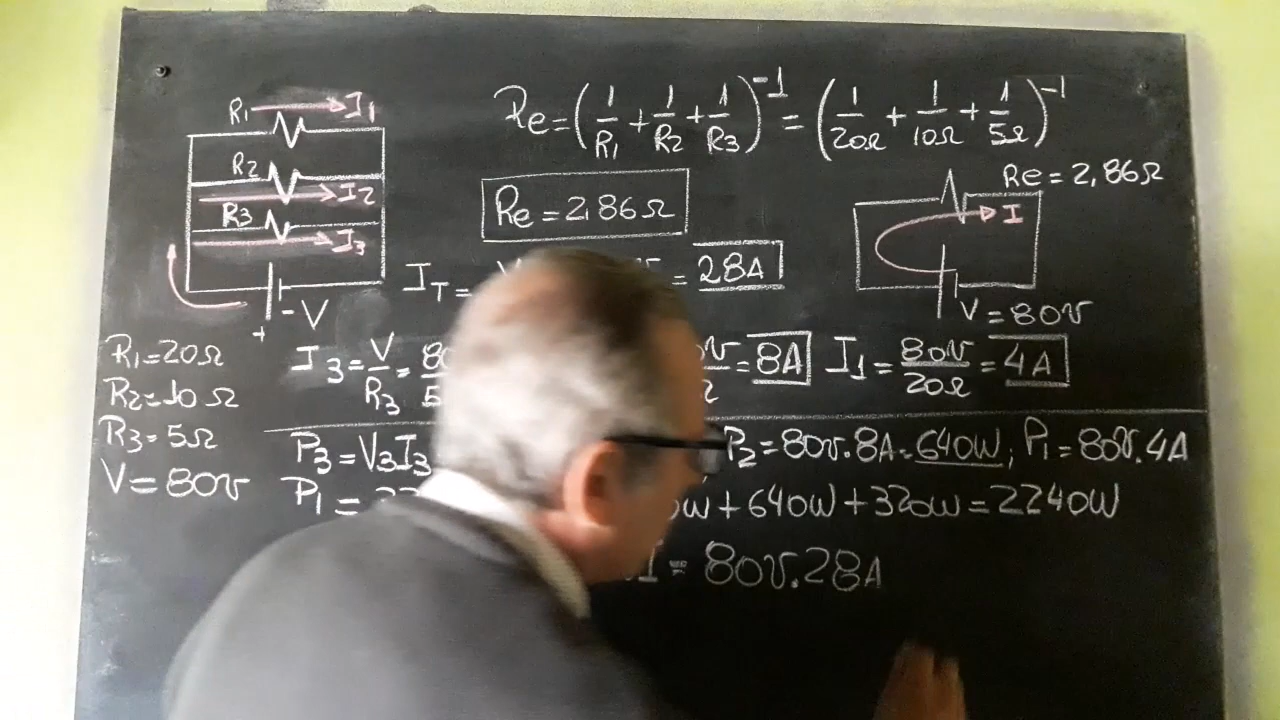 R₁ I₁
R₂ I₂
R₃ I₃
+ -V
R₁=20Ω
R₂=10Ω
R₃=5Ω
V=80v
Re=(1/R₁+1/R₂+1/R₃)⁻¹=(1/20Ω+1/10Ω+1/5Ω)⁻¹
Re=2,86Ω
Re=2,86Ω
I
V=80v
I_T= =28A
I₃=V/R₃= =8A I₁=80v/20Ω=4A
P₃=V₃I₃ P₂=80v.8A=640W; P₁=80v.4A
P₁= +640W+320W=2240W
I=80v.28A